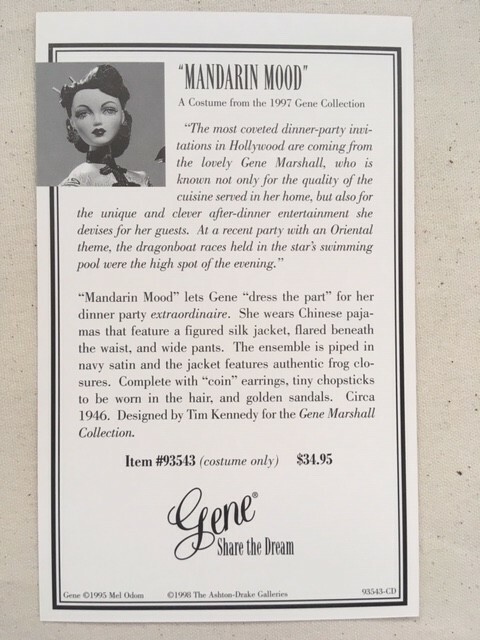 "MANDARIN MOOD"
A Costume from the 1997 Gene Collection
"The most coveted dinner-party invi-
tations in Hollywood are coming from
the lovely Gene Marshall, who is
known not only for the quality of the
cuisine served in her home, but also for
the unique and clever after-dinner entertainment she
devises for her guests. At a recent party with an Oriental
theme, the dragonboat races held in the star's swimming
pool were the high spot of the evening."
"Mandarin Mood" lets Gene "dress the part" for her
dinner party extraordinaire. She wears Chinese paja-
mas that feature a figured silk jacket, flared beneath
the waist, and wide pants. The ensemble is piped in
navy satin and the jacket features authentic frog clo-
sures. Complete with "coin" earrings, tiny chopsticks
to be worn in the hair, and golden sandals. Circa
1946. Designed by Tim Kennedy for the Gene Marshall
Collection.
Item #93543 (costume only) $34.95
Gene®
Share the Dream
Gene ©1995 Mel Odom ©1998 The Ashton-Drake Galleries 93543-CD